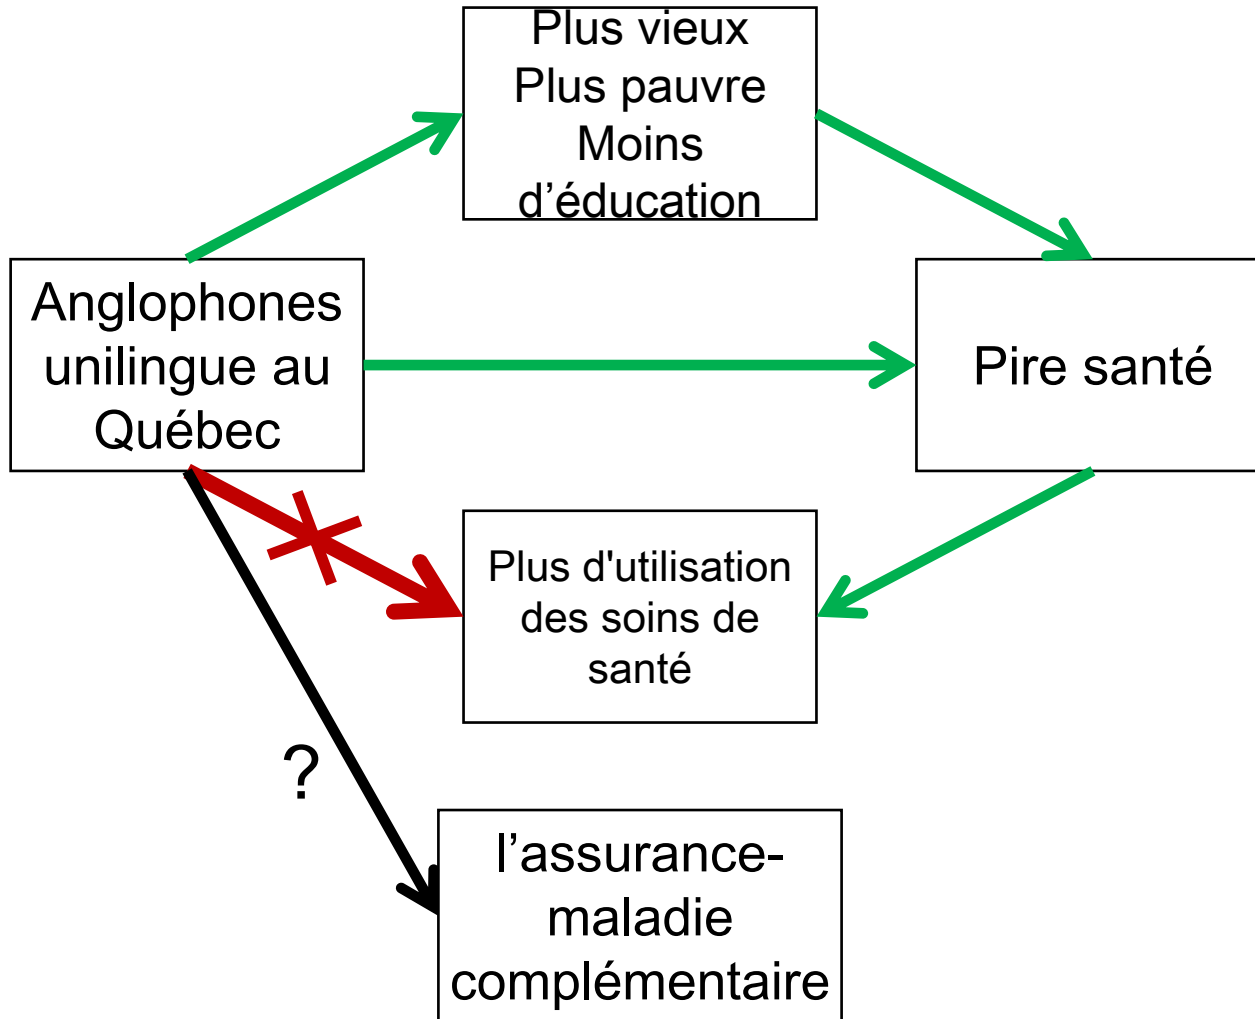 Plus vieux
Plus pauvre
Moins
d’éducation
Anglophones
unilingue au
Québec
Pire santé
Plus d'utilisation
des soins de
santé
?
l’assurance-
maladie
complémentaire